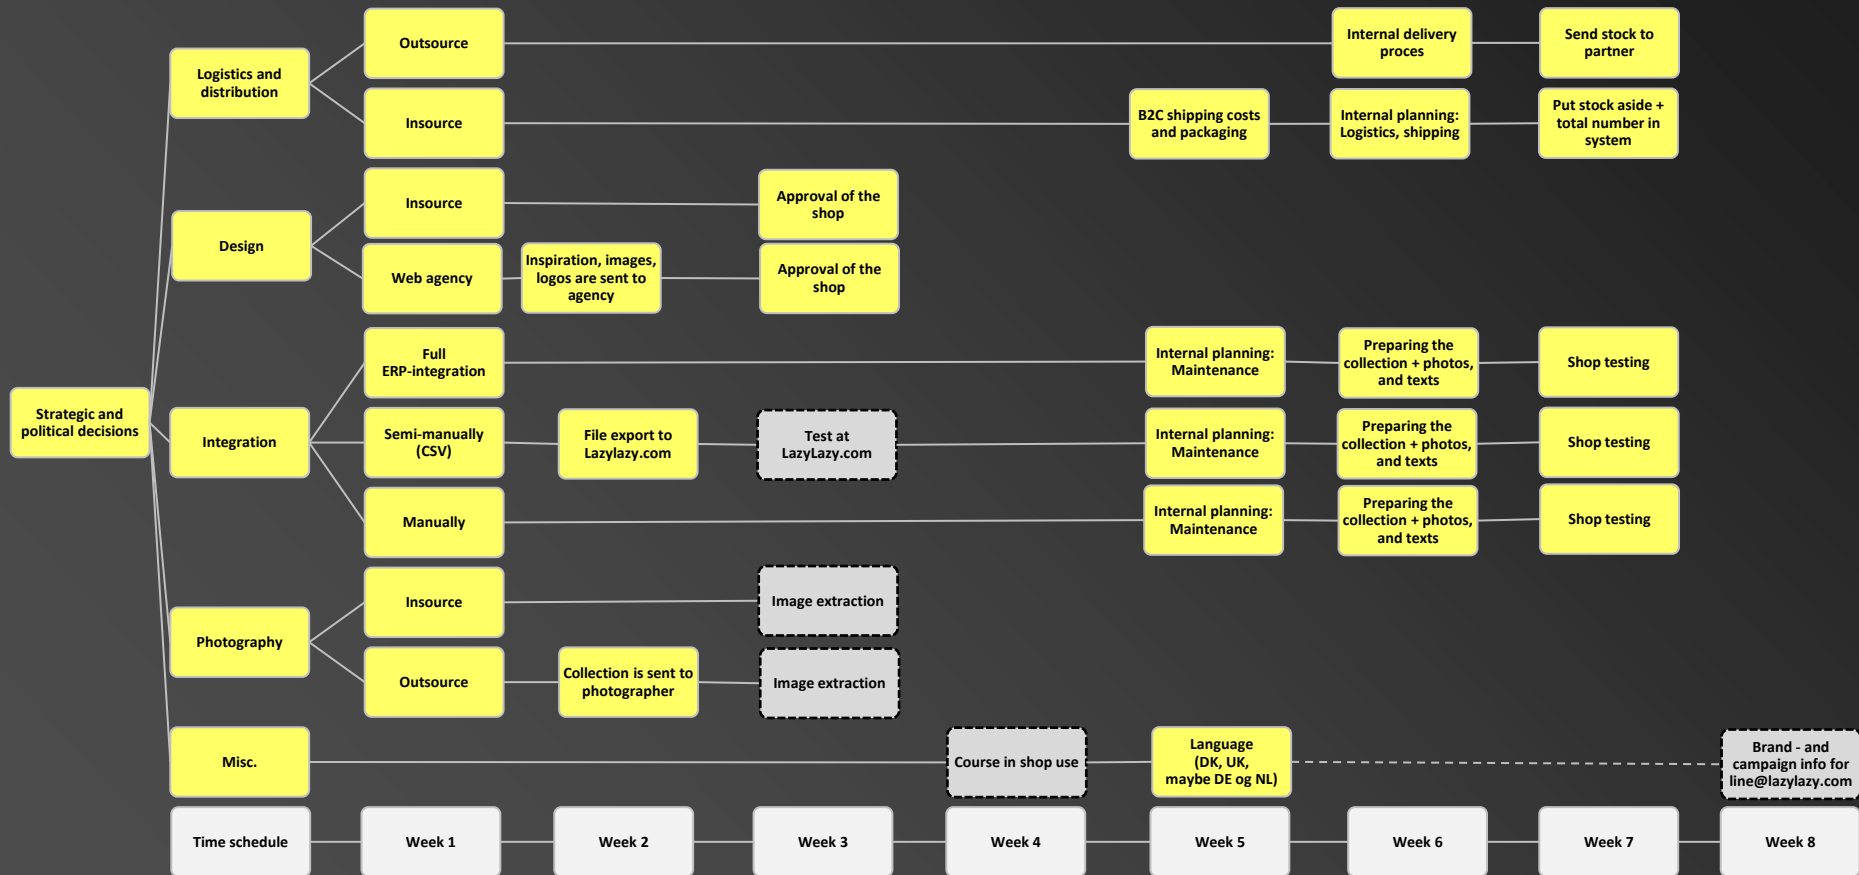 Outsource
Internal delivery
proces
Send stock to
partner
Logistics and
distribution
Insource
B2C shipping costs
and packaging
Internal planning:
Logistics, shipping
Put stock aside +
total number in
system
Insource
Approval of the
shop
Design
Web agency
Inspiration, images,
logos are sent to
agency
Approval of the
shop
Full
ERP-integration
Internal planning:
Maintenance
Preparing the
collection + photos,
and texts
Shop testing
Strategic and
political decisions
Integration
Semi-manually
(CSV)
File export to
Lazylazy.com
Test at
LazyLazy.com
Internal planning:
Maintenance
Preparing the
collection + photos,
and texts
Shop testing
Manually
Internal planning:
Maintenance
Preparing the
collection + photos,
and texts
Shop testing
Insource
Image extraction
Photography
Outsource
Collection is sent to
photographer
Image extraction
Misc.
Course in shop use
Language
(DK, UK,
maybe DE og NL)
Brand - and
campaign info for
line@lazylazy.com
Time schedule
Week 1
Week 2
Week 3
Week 4
Week 5
Week 6
Week 7
Week 8